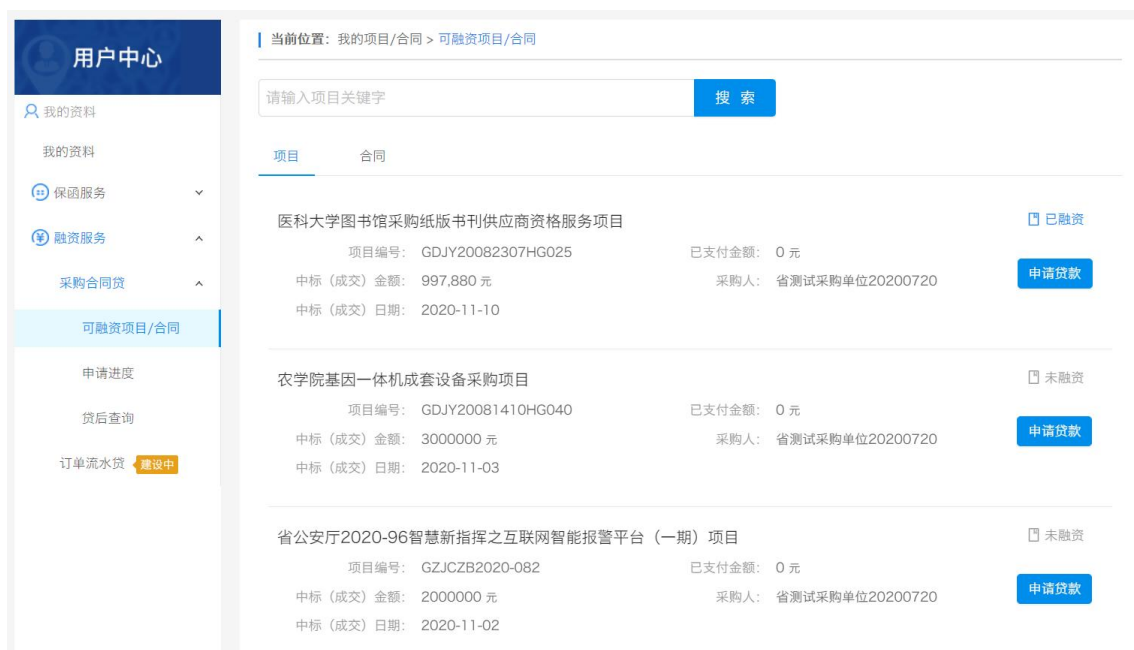 用户中心
我的资料
我的资料
保函服务
融资服务
采购合同贷
可融资项目/合同
申请进度
贷后查询
订单流水贷 建设中
当前位置：我的项目/合同 > 可融资项目/合同
请输入项目关键字
搜 索
项目 合同
医科大学图书馆采购纸版书刊供应商资格服务项目 已融资
项目编号： GDJY20082307HG025 已支付金额： 0 元
中标（成交）金额： 997,880 元 采购人： 省测试采购单位20200720 申请贷款
中标（成交）日期： 2020-11-10
农学院基因一体机成套设备采购项目 未融资
项目编号： GDJY20081410HG040 已支付金额： 0 元
中标（成交）金额： 3000000 元 采购人： 省测试采购单位20200720 申请贷款
中标（成交）日期： 2020-11-03
省公安厅2020-96智慧新指挥之互联网智能报警平台（一期）项目 未融资
项目编号： GZJCZB2020-082 已支付金额： 0 元
中标（成交）金额： 2000000 元 采购人： 省测试采购单位20200720 申请贷款
中标（成交）日期： 2020-11-02